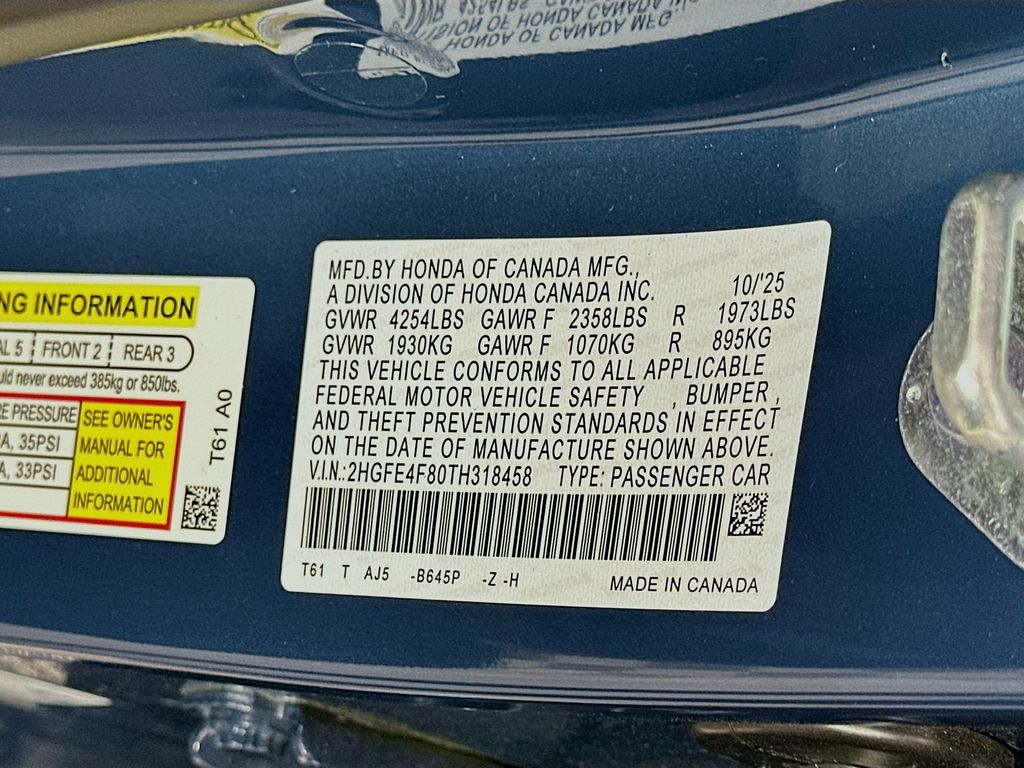 NG INFORMATION
AL 5 FRONT 2 REAR 3
uld never exceed 385kg or 850lbs.
RE PRESSURE
A, 35PSI
A, 33PSI
SEE OWNER'S
MANUAL FOR
ADDITIONAL
INFORMATION
T61 A0
MFD.BY HONDA OF CANADA MFG.,
A DIVISION OF HONDA CANADA INC. 10/'25
GVWR 4254LBS GAWR F 2358LBS R 1973LBS
GVWR 1930KG GAWR F 1070KG R 895KG
THIS VEHICLE CONFORMS TO ALL APPLICABLE
FEDERAL MOTOR VEHICLE SAFETY , BUMPER ,
AND THEFT PREVENTION STANDARDS IN EFFECT
ON THE DATE OF MANUFACTURE SHOWN ABOVE.
V.I.N.:2HGFE4F80TH318458 TYPE: PASSENGER CAR
T61 T AJ5 -B645P -Z -H MADE IN CANADA